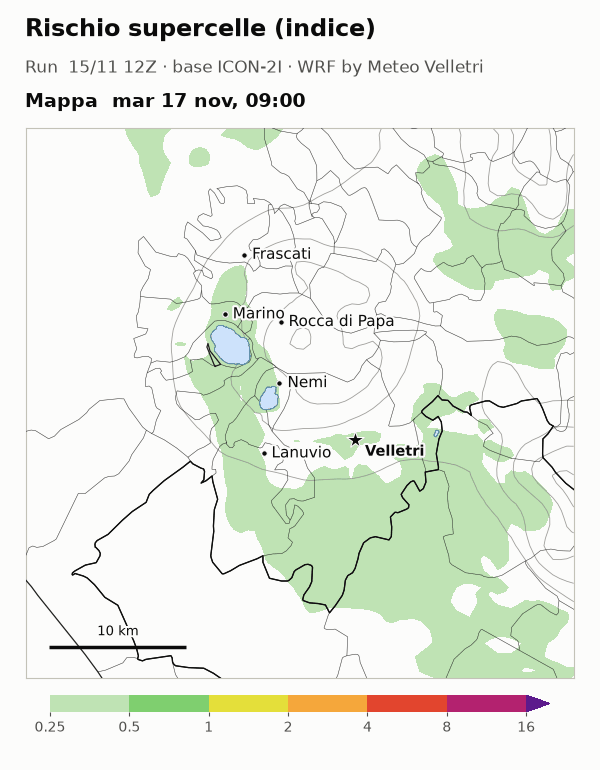 Rischio supercelle (indice)
Run 15/11 12Z · base ICON-2I · WRF by Meteo Velletri
Mappa mar 17 nov, 09:00
Frascati
Marino
Rocca di Papa
Nemi
Velletri
Lanuvio
10 km
0.25 0.5 1 2 4 8 16